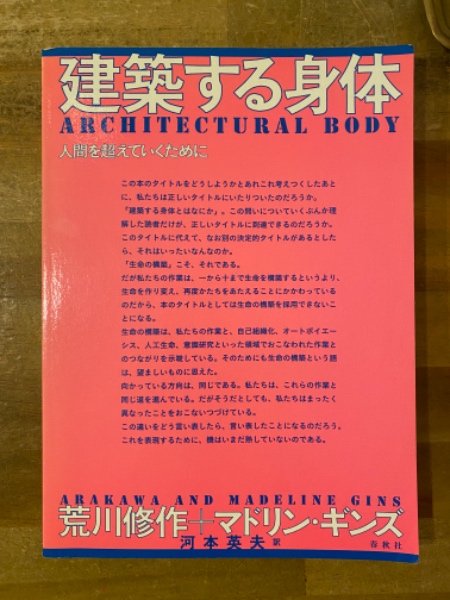 建築する身体
ARCHITECTURAL BODY
人間を超えていくために
この本のタイトルをどうしようかとあれこれ考えつくしたあと
に、私たちは正しいタイトルにいたりついたのだろうか。
「建築する身体とはなにか」。この問いについていくぶんか理
解した読者だけが、正しいタイトルに到達できるのだろうか。
このタイトルに代えて、なお別の決定的タイトルがあるとした
ら、それはいったいなんなのか。
「生命の構築」こそ、それである。
だが私たちの作業は、一から十まで生命を構築するというより、
生命を作り変え、再度かたちをあたえることにかかわっている
のだから、本のタイトルとしては生命の構築を採用できないこ
とになる。
生命の構築は、私たちの作業と、自己組織化、オートポイエー
シス、人工生命、意識研究といった領域でおこなわれた作業と
のつながりを示唆している。そのためにも生命の構築という題
は、望ましいものに思えた。
向かっている方向は、同じである。私たちは、これらの作業と
同じ道を進んでいる。だがそうだとしても、私たちはまったく
異なったことをおこないつづけている。
この違いをどう言い表したら、言い表したことになるのだろう。
これを表現するために、機はいまだ熟していないのである。
ARAKAWA AND MADELINE GINS
荒川修作+マドリン・ギンズ
河本英夫 訳
春秋社